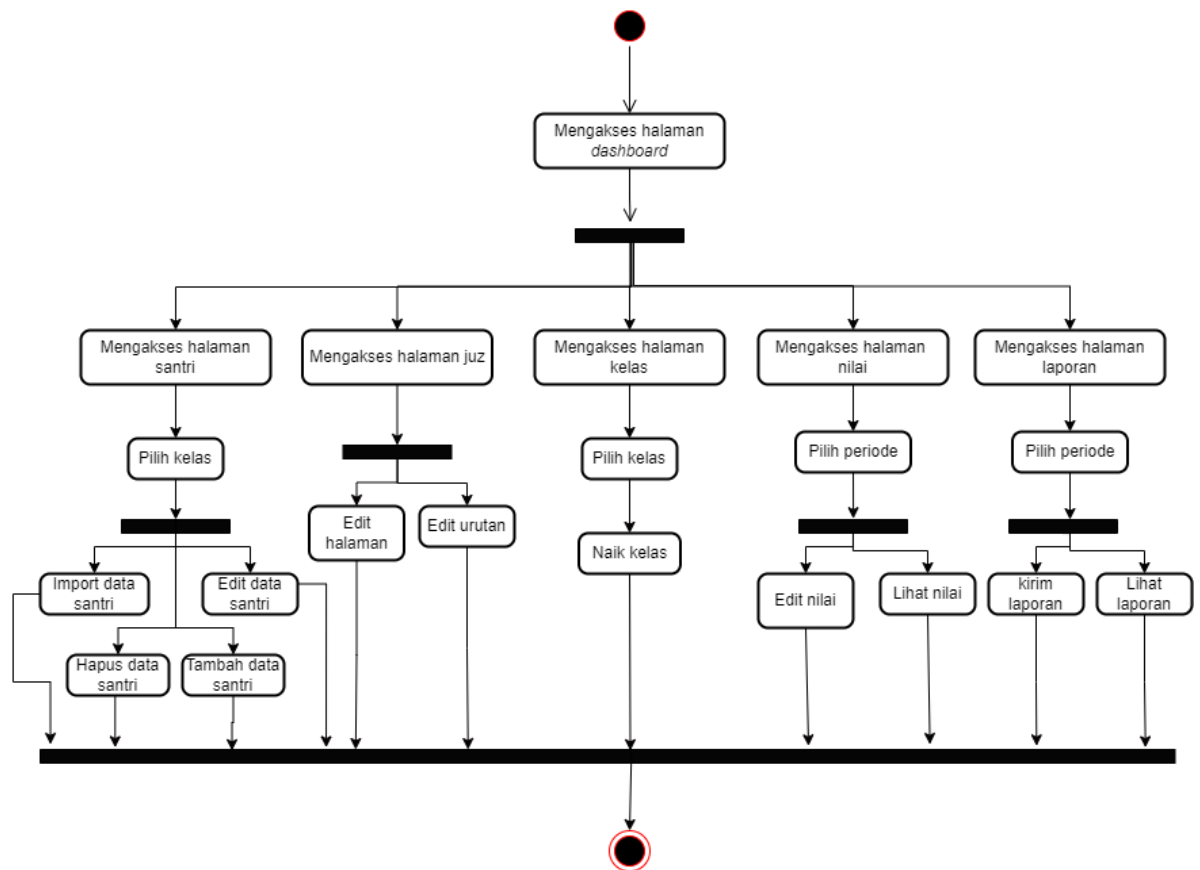 Mengakses halaman
dashboard
Mengakses halaman
santri
Mengakses halaman juz
Mengakses halaman
kelas
Mengakses halaman
nilai
Mengakses halaman
laporan
Pilih kelas
Pilih kelas
Pilih periode
Pilih periode
Edit
halaman
Edit urutan
Naik kelas
Import data
santri
Edit data
santri
Edit nilai
Lihat nilai
kirim
laporan
Lihat
laporan
Hapus data
santri
Tambah data
santri